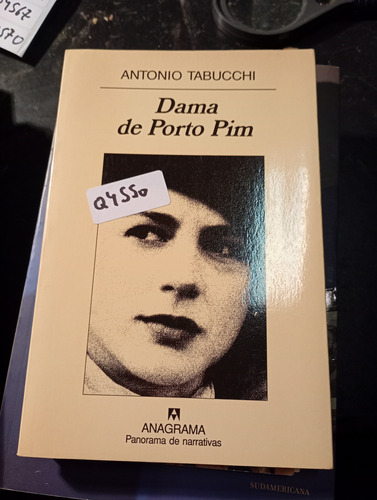 ANTONIO TABUCCHI
Dama
de Porto Pim
Q4550
ANAGRAMA
Panorama de narrativas
SUDAMERICANA